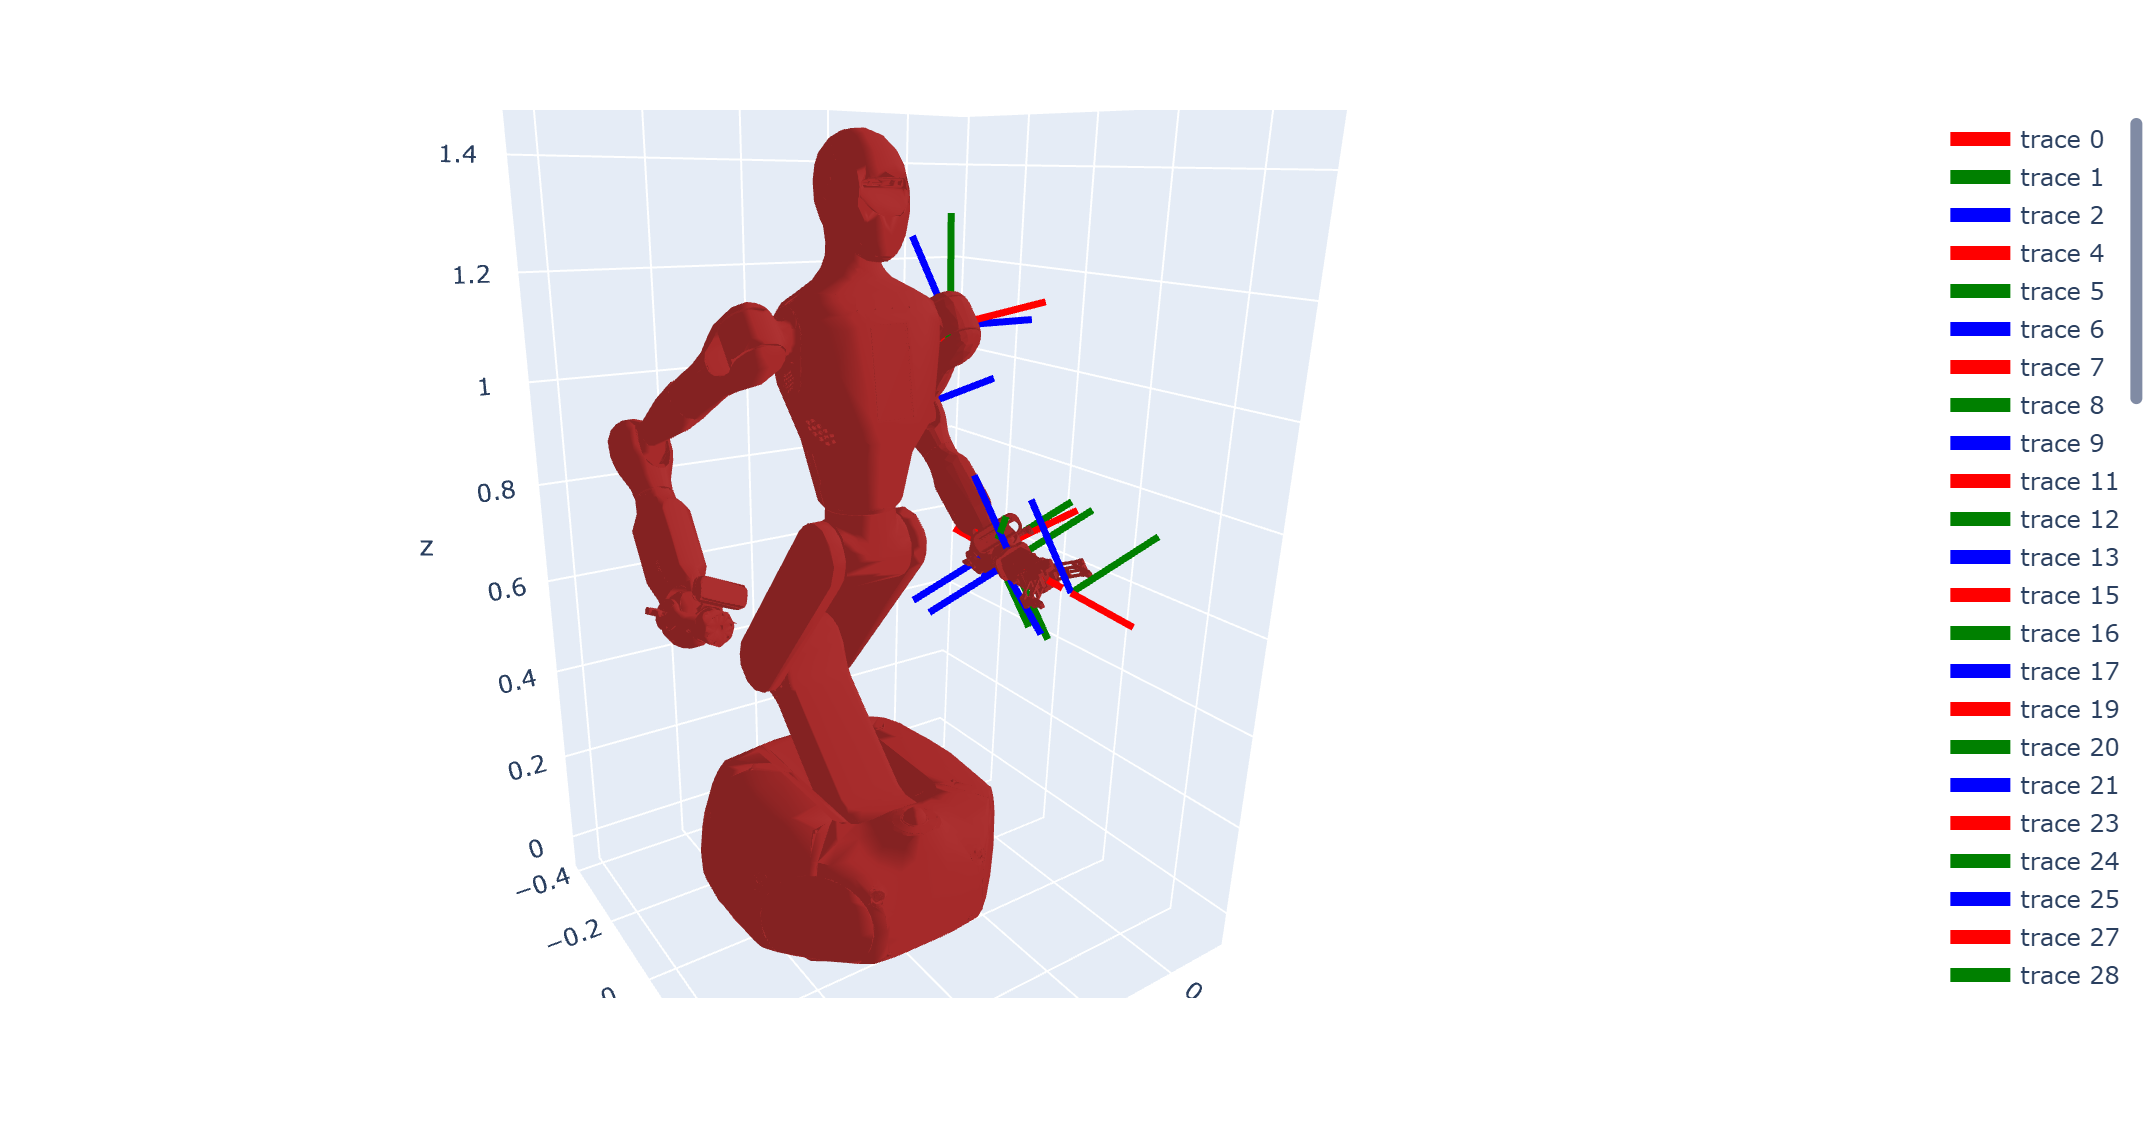 1.4
1.2
1
0.8
z
0.6
0.4
0.2
0
−0.4
−0.2
0
0
trace 0
trace 1
trace 2
trace 4
trace 5
trace 6
trace 7
trace 8
trace 9
trace 11
trace 12
trace 13
trace 15
trace 16
trace 17
trace 19
trace 20
trace 21
trace 23
trace 24
trace 25
trace 27
trace 28